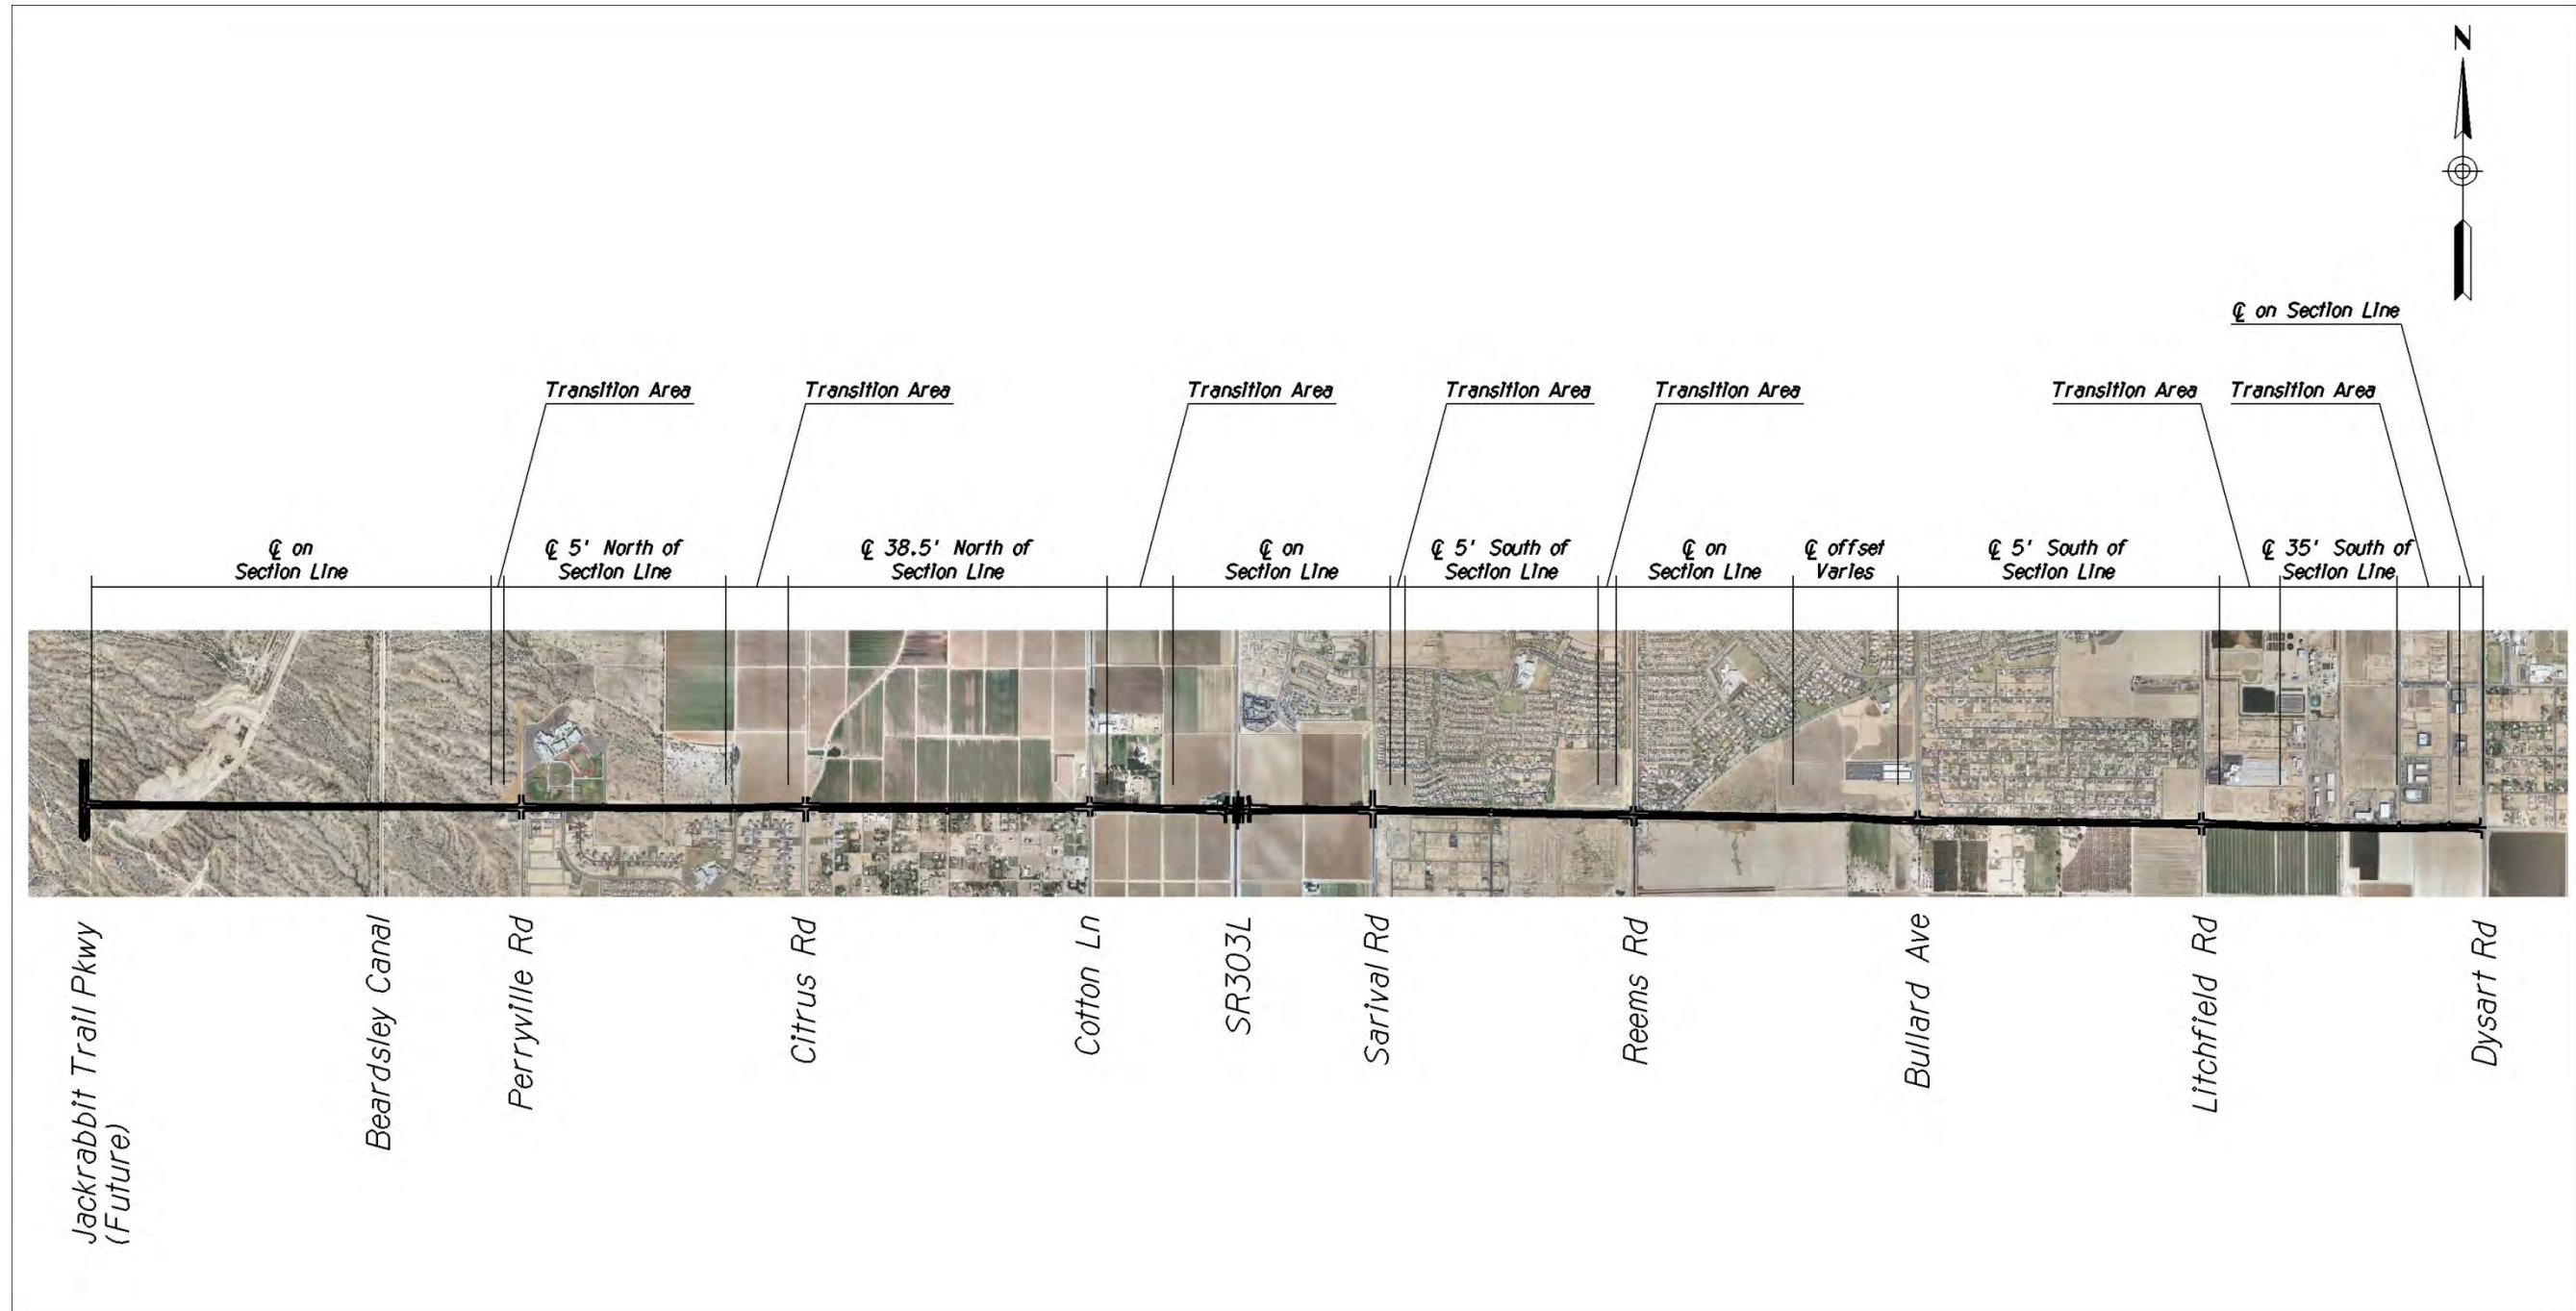 N
℄ on Section Line
Transition Area
Transition Area
Transition Area
Transition Area
Transition Area
Transition Area
Transition Area
℄ on
Section Line
℄ 5' North of
Section Line
℄ 38.5' North of
Section Line
℄ on
Section Line
℄ 5' South of
Section Line
℄ on
Section Line
℄ offset
Varies
℄ 5' South of
Section Line
℄ 35' South of
Section Line
Jackrabbit Trail Pkwy
(Future)
Beardsley Canal
Perryville Rd
Citrus Rd
Cotton Ln
SR303L
Sarival Rd
Reems Rd
Bullard Ave
Litchfield Rd
Dysart Rd